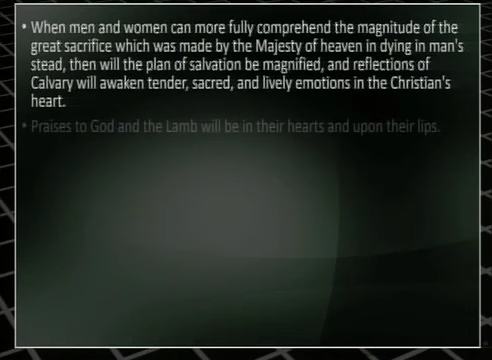 • When men and women can more fully comprehend the magnitude of the
great sacrifice which was made by the Majesty of heaven in dying in man's
stead, then will the plan of salvation be magnified, and reflections of
Calvary will awaken tender, sacred, and lively emotions in the Christian's
heart.
• Praises to God and the Lamb will be in their hearts and upon their lips.